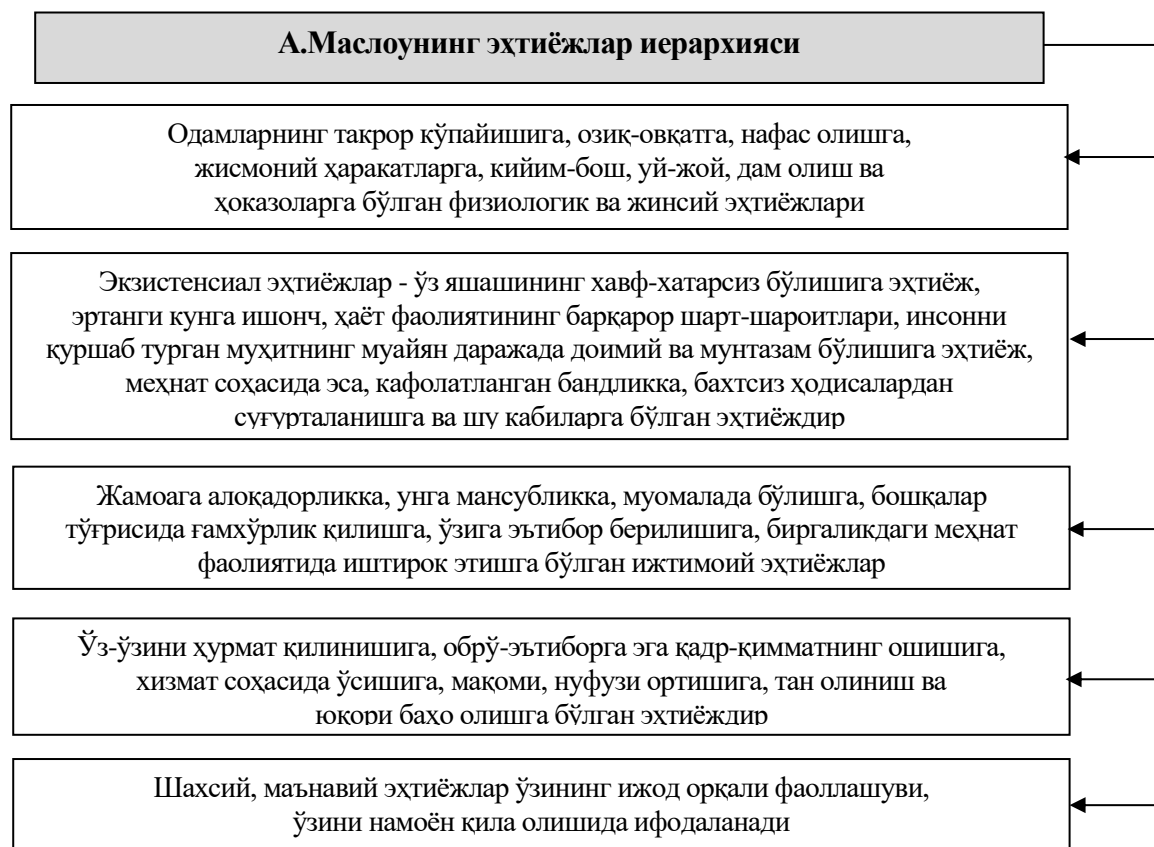 А.Маслоунинг эҳтиёжлар иерархияси
Одамларнинг такрор кўпайишига, озиқ-овқатга, нафас олишга,
жисмоний ҳаракатларга, кийим-бош, уй-жой, дам олиш ва
ҳоказоларга бўлган физиологик ва жинсий эҳтиёжлари
Экзистенсиал эҳтиёжлар - ўз яшашининг хавф-хатарсиз бўлишига эҳтиёж,
эртанги кунга ишонч, ҳаёт фаолиятининг барқарор шарт-шароитлари, инсонни
қуршаб турган муҳитнинг муайян даражада доимий ва мунтазам бўлишига эҳтиёж,
меҳнат соҳасида эса, кафолатланган бандликка, бахтсиз ҳодисалардан
суғурталанишга ва шу кабиларга бўлган эҳтиёждир
Жамоага алоқадорликка, унга мансубликка, муомалада бўлишга, бошқалар
тўғрисида ғамхўрлик қилишга, ўзига эътибор берилишига, биргаликдаги меҳнат
фаолиятида иштирок этишга бўлган ижтимоий эҳтиёжлар
Ўз-ўзини ҳурмат қилинишига, обрў-эътиборга эга қадр-қимматнинг ошишига,
хизмат соҳасида ўсишига, мақоми, нуфузи ортишига, тан олиниш ва
юқори баҳо олишга бўлган эҳтиёждир
Шахсий, маънавий эҳтиёжлар ўзининг ижод орқали фаоллашуви,
ўзини намоён қила олишида ифодаланади